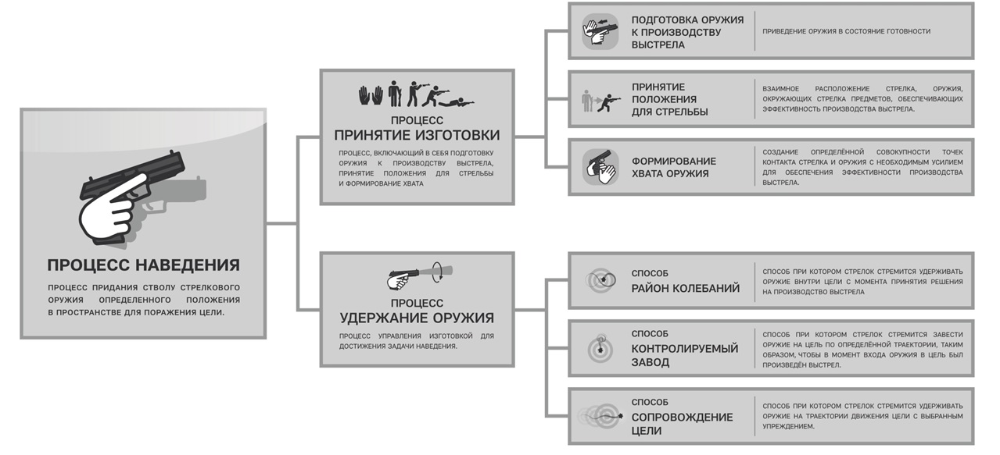 ПРОЦЕСС НАВЕДЕНИЯ
ПРОЦЕСС ПРИДАНИЯ СТВОЛУ СТРЕЛКОВОГО
ОРУЖИЯ ОПРЕДЕЛЕННОГО ПОЛОЖЕНИЯ
В ПРОСТРАНСТВЕ ДЛЯ ПОРАЖЕНИЯ ЦЕЛИ.
ПРОЦЕСС
ПРИНЯТИЕ ИЗГОТОВКИ
ПРОЦЕСС, ВКЛЮЧАЮЩИЙ В СЕБЯ ПОДГОТОВКУ
ОРУЖИЯ К ПРОИЗВОДСТВУ ВЫСТРЕЛА,
ПРИНЯТИЕ ПОЛОЖЕНИЯ ДЛЯ СТРЕЛЬБЫ
И ФОРМИРОВАНИЕ ХВАТА
ПОДГОТОВКА ОРУЖИЯ
К ПРОИЗВОДСТВУ
ВЫСТРЕЛА
ПРИВЕДЕНИЕ ОРУЖИЯ В СОСТОЯНИЕ ГОТОВНОСТИ
ПРИНЯТИЕ
ПОЛОЖЕНИЯ
ДЛЯ СТРЕЛЬБЫ
ВЗАИМНОЕ РАСПОЛОЖЕНИЕ СТРЕЛКА, ОРУЖИЯ,
ОКРУЖАЮЩИХ СТРЕЛКА ПРЕДМЕТОВ, ОБЕСПЕЧИВАЮЩИХ
ЭФФЕКТИВНОСТЬ ПРОИЗВОДСТВА ВЫСТРЕЛА.
ФОРМИРОВАНИЕ
ХВАТА ОРУЖИЯ
СОЗДАНИЕ ОПРЕДЕЛЁННОЙ СОВОКУПНОСТИ ТОЧЕК
КОНТАКТА СТРЕЛКА И ОРУЖИЯ С НЕОБХОДИМЫМ УСИЛИЕМ
ДЛЯ ОБЕСПЕЧЕНИЯ ЭФФЕКТИВНОСТИ ПРОИЗВОДСТВА
ВЫСТРЕЛА.
ПРОЦЕСС
УДЕРЖАНИЕ ОРУЖИЯ
ПРОЦЕСС УПРАВЛЕНИЯ ИЗГОТОВКОЙ ДЛЯ
ДОСТИЖЕНИЯ ЗАДАЧИ НАВЕДЕНИЯ.
СПОСОБ
РАЙОН КОЛЕБАНИЙ
СПОСОБ ПРИ КОТОРОМ СТРЕЛОК СТРЕМИТСЯ УДЕРЖИВАТЬ
ОРУЖИЕ ВНУТРИ ЦЕЛИ С МОМЕНТА ПРИНЯТИЯ РЕШЕНИЯ
НА ПРОИЗВОДСТВО ВЫСТРЕЛА
СПОСОБ
КОНТРОЛИРУЕМЫЙ
ЗАВОД
СПОСОБ ПРИ КОТОРОМ СТРЕЛОК СТРЕМИТСЯ ЗАВЕСТИ
ОРУЖИЕ НА ЦЕЛЬ ПО ОПРЕДЕЛЁННОЙ ТРАЕКТОРИИ, ТАКИМ
ОБРАЗОМ, ЧТОБЫ В МОМЕНТ ВХОДА ОРУЖИЯ В ЦЕЛЬ БЫЛ
ПРОИЗВЕДЁН ВЫСТРЕЛ.
СПОСОБ
СОПРОВОЖДЕНИЕ
ЦЕЛИ
СПОСОБ ПРИ КОТОРОМ СТРЕЛОК СТРЕМИТСЯ УДЕРЖИВАТЬ
ОРУЖИЕ НА ТРАЕКТОРИИ ДВИЖЕНИЯ ЦЕЛИ С ВЫБРАННЫМ
УПРЕЖДЕНИЕМ.